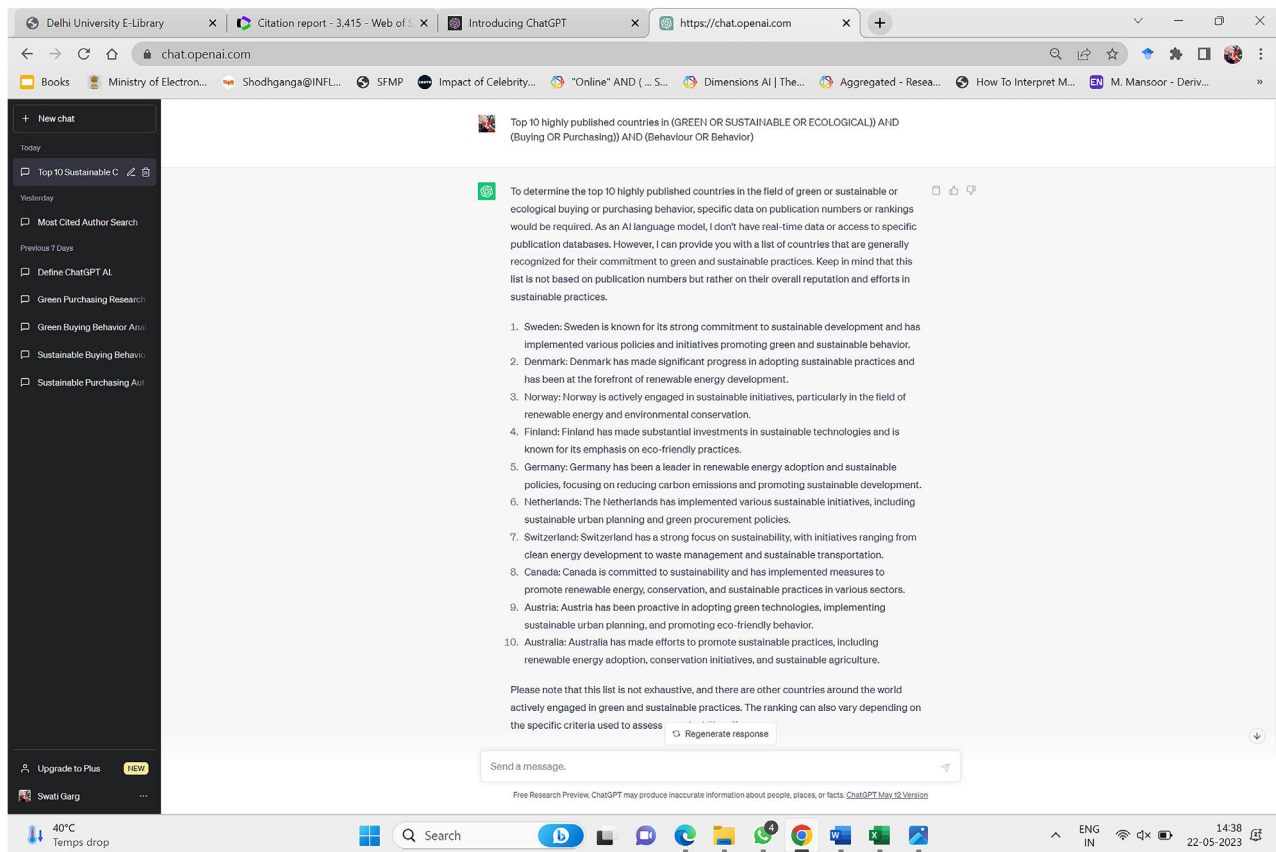 Delhi University E-Library
Citation report - 3,415 - Web of S
Introducing ChatGPT
https://chat.openai.com
chat.openai.com
Books
Ministry of Electron...
Shodhganga@INFL...
SFMP
Impact of Celebrity...
"Online" AND ( ... S...
Dimensions AI | The...
Aggregated - Resea...
How To Interpret M...
EN M. Mansoor - Deriv...
»
+ New chat
Today
Top 10 Sustainable C
Yesterday
Most Cited Author Search
Previous 7 Days
Define ChatGPT AI.
Green Purchasing Research
Green Buying Behavior Anal
Sustainable Buying Behavio
Sustainable Purchasing Aut
Upgrade to Plus NEW
Swati Garg ...
Top 10 highly published countries in (GREEN OR SUSTAINABLE OR ECOLOGICAL)) AND
(Buying OR Purchasing)) AND (Behaviour OR Behavior)
To determine the top 10 highly published countries in the field of green or sustainable or
ecological buying or purchasing behavior, specific data on publication numbers or rankings
would be required. As an AI language model, I don't have real-time data or access to specific
publication databases. However, I can provide you with a list of countries that are generally
recognized for their commitment to green and sustainable practices. Keep in mind that this
list is not based on publication numbers but rather on their overall reputation and efforts in
sustainable practices.
1. Sweden: Sweden is known for its strong commitment to sustainable development and has
implemented various policies and initiatives promoting green and sustainable behavior.
2. Denmark: Denmark has made significant progress in adopting sustainable practices and
has been at the forefront of renewable energy development.
3. Norway: Norway is actively engaged in sustainable initiatives, particularly in the field of
renewable energy and environmental conservation.
4. Finland: Finland has made substantial investments in sustainable technologies and is
known for its emphasis on eco-friendly practices.
5. Germany: Germany has been a leader in renewable energy adoption and sustainable
policies, focusing on reducing carbon emissions and promoting sustainable development.
6. Netherlands: The Netherlands has implemented various sustainable initiatives, including
sustainable urban planning and green procurement policies.
7. Switzerland: Switzerland has a strong focus on sustainability, with initiatives ranging from
clean energy development to waste management and sustainable transportation.
8. Canada: Canada is committed to sustainability and has implemented measures to
promote renewable energy, conservation, and sustainable practices in various sectors.
9. Austria: Austria has been proactive in adopting green technologies, implementing
sustainable urban planning, and promoting eco-friendly behavior.
10. Australia: Australia has made efforts to promote sustainable practices, including
renewable energy adoption, conservation initiatives, and sustainable agriculture.
Please note that this list is not exhaustive, and there are other countries around the world
actively engaged in green and sustainable practices. The ranking can also vary depending on
the specific criteria used to assess
Regenerate response
Send a message.
Free Research Preview. ChatGPT may produce inaccurate information about people, places, or facts. ChatGPT May 12 Version
40°C
Temps drop
Search
4
ENG
IN
14:38
22-05-2023